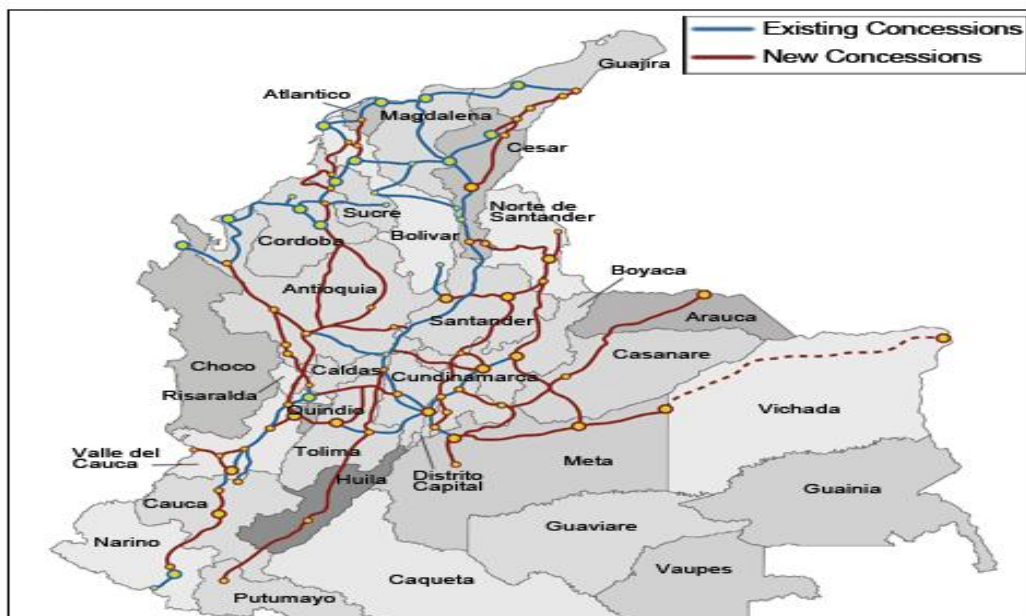 Existing Concessions
New Concessions
Guajira
Atlantico
Magdalena
Cesar
Norte de
Santander
Sucre
Bolivar
Cordoba
Boyaca
Antioquia
Santander
Arauca
Choco
Casanare
Caldas
Cundinamarca
Risaralda
Quindio
Vichada
Valle del
Cauca
Tolima
Distrito
Capital
Meta
Huila
Guainia
Cauca
Guaviare
Narino
Vaupes
Caqueta
Putumayo